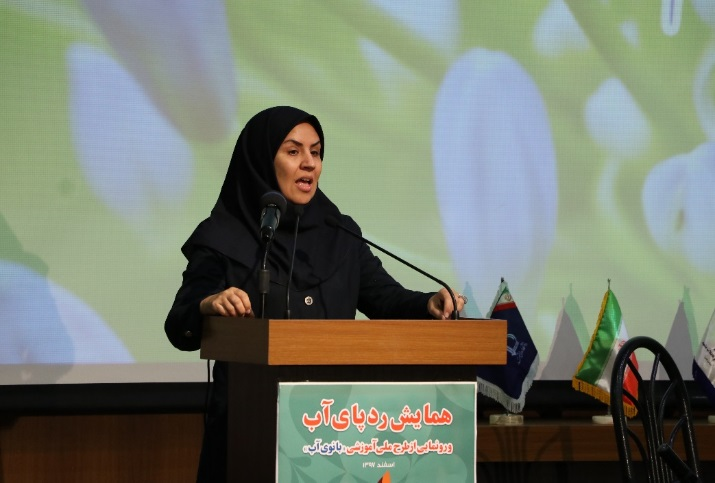 همایش ردپای آب
و رونمایی از طرح ملی آموزشی «بانوی آب»
اسفند ۱۳۹۷